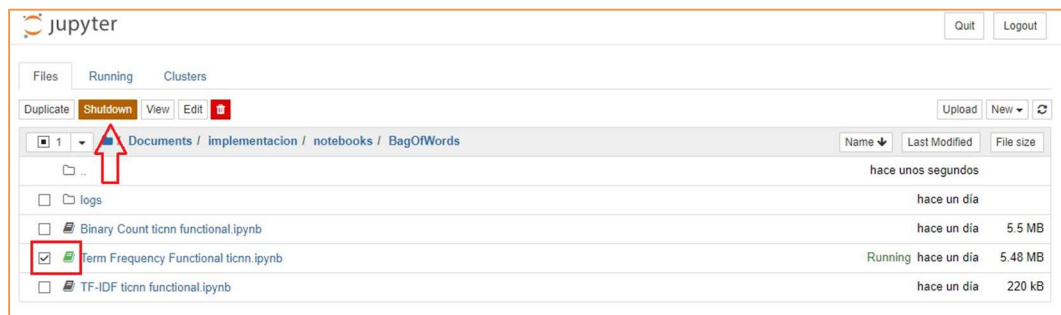 jupyter Quit Logout
Files Running Clusters
Duplicate Shutdown View Edit Upload New
1 / Documents / implementacion / notebooks / BagOfWords Name Last Modified File size
.. hace unos segundos
logs hace un día
Binary Count ticnn functional.ipynb hace un día 5.5 MB
Term Frequency Functional ticnn.ipynb Running hace un día 5.48 MB
TF-IDF ticnn functional.ipynb hace un día 220 kB